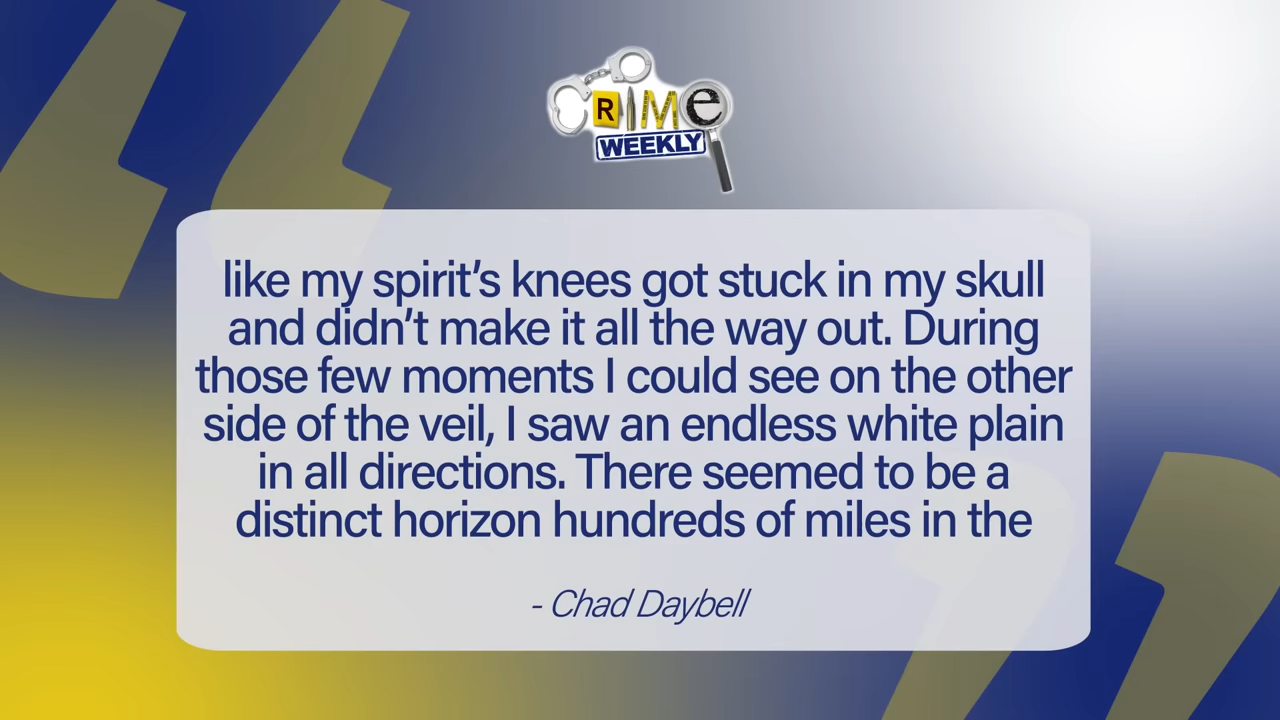 CRIME
WEEKLY
like my spirit’s knees got stuck in my skull
and didn’t make it all the way out. During
those few moments I could see on the other
side of the veil, I saw an endless white plain
in all directions. There seemed to be a
distinct horizon hundreds of miles in the
- Chad Daybell